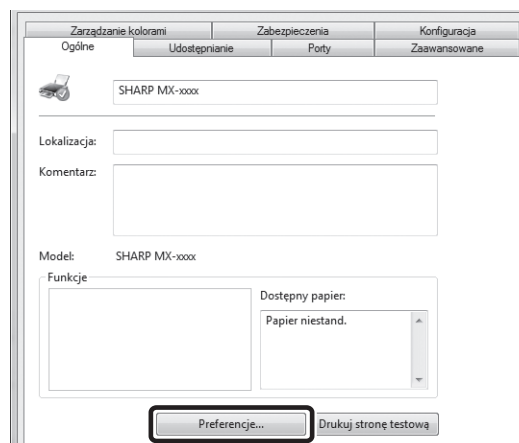 Zarządzanie kolorami Zabezpieczenia Konfiguracja
Ogólne Udostępnianie Porty Zaawansowane
SHARP MX-xxxx
Lokalizacja:
Komentarz:
Model: SHARP MX-xxxx
Funkcje
Dostępny papier:
Papier niestand.
Preferencje... Drukuj stronę testową